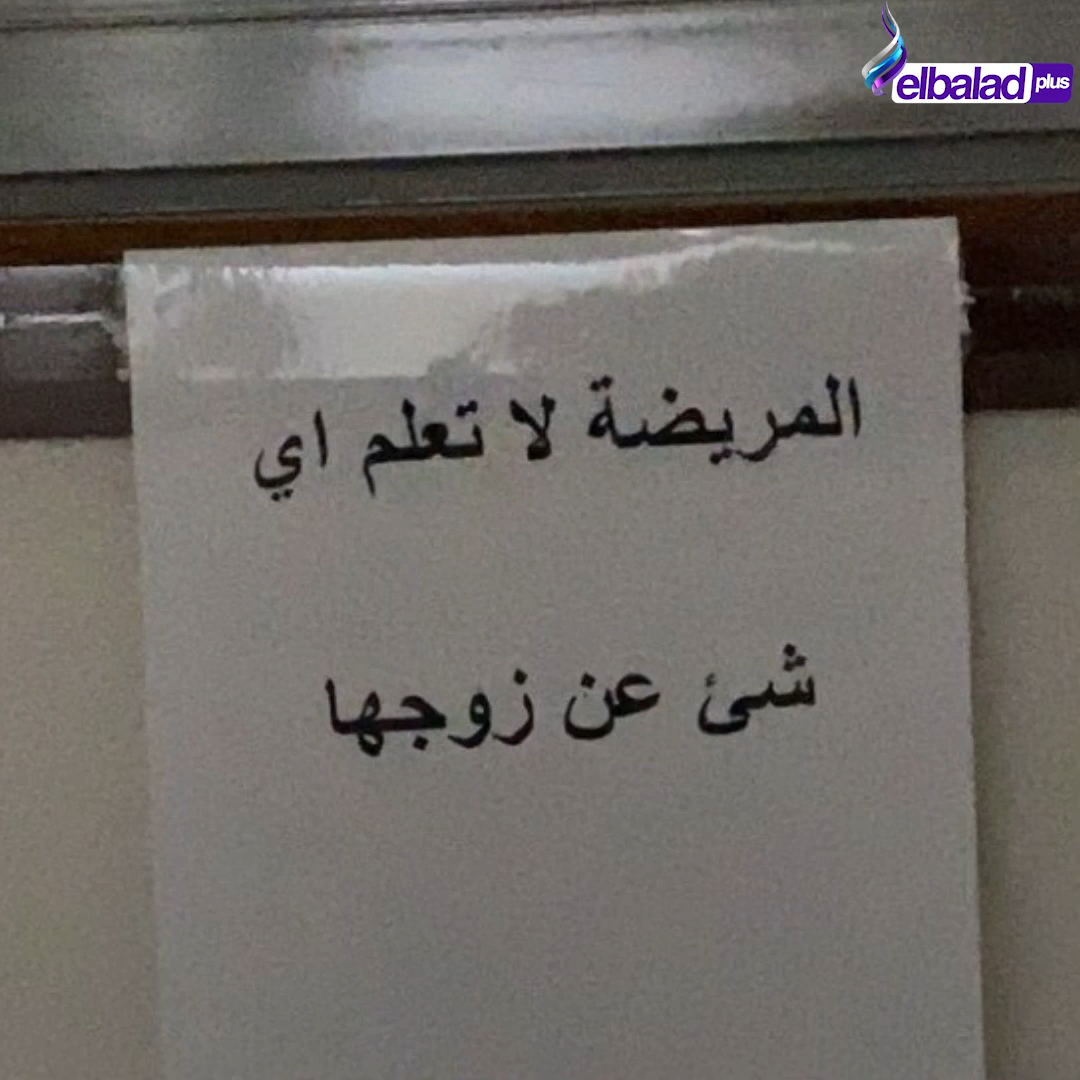 elbalad plus
المريضة لا تعلم اي
شئ عن زوجها